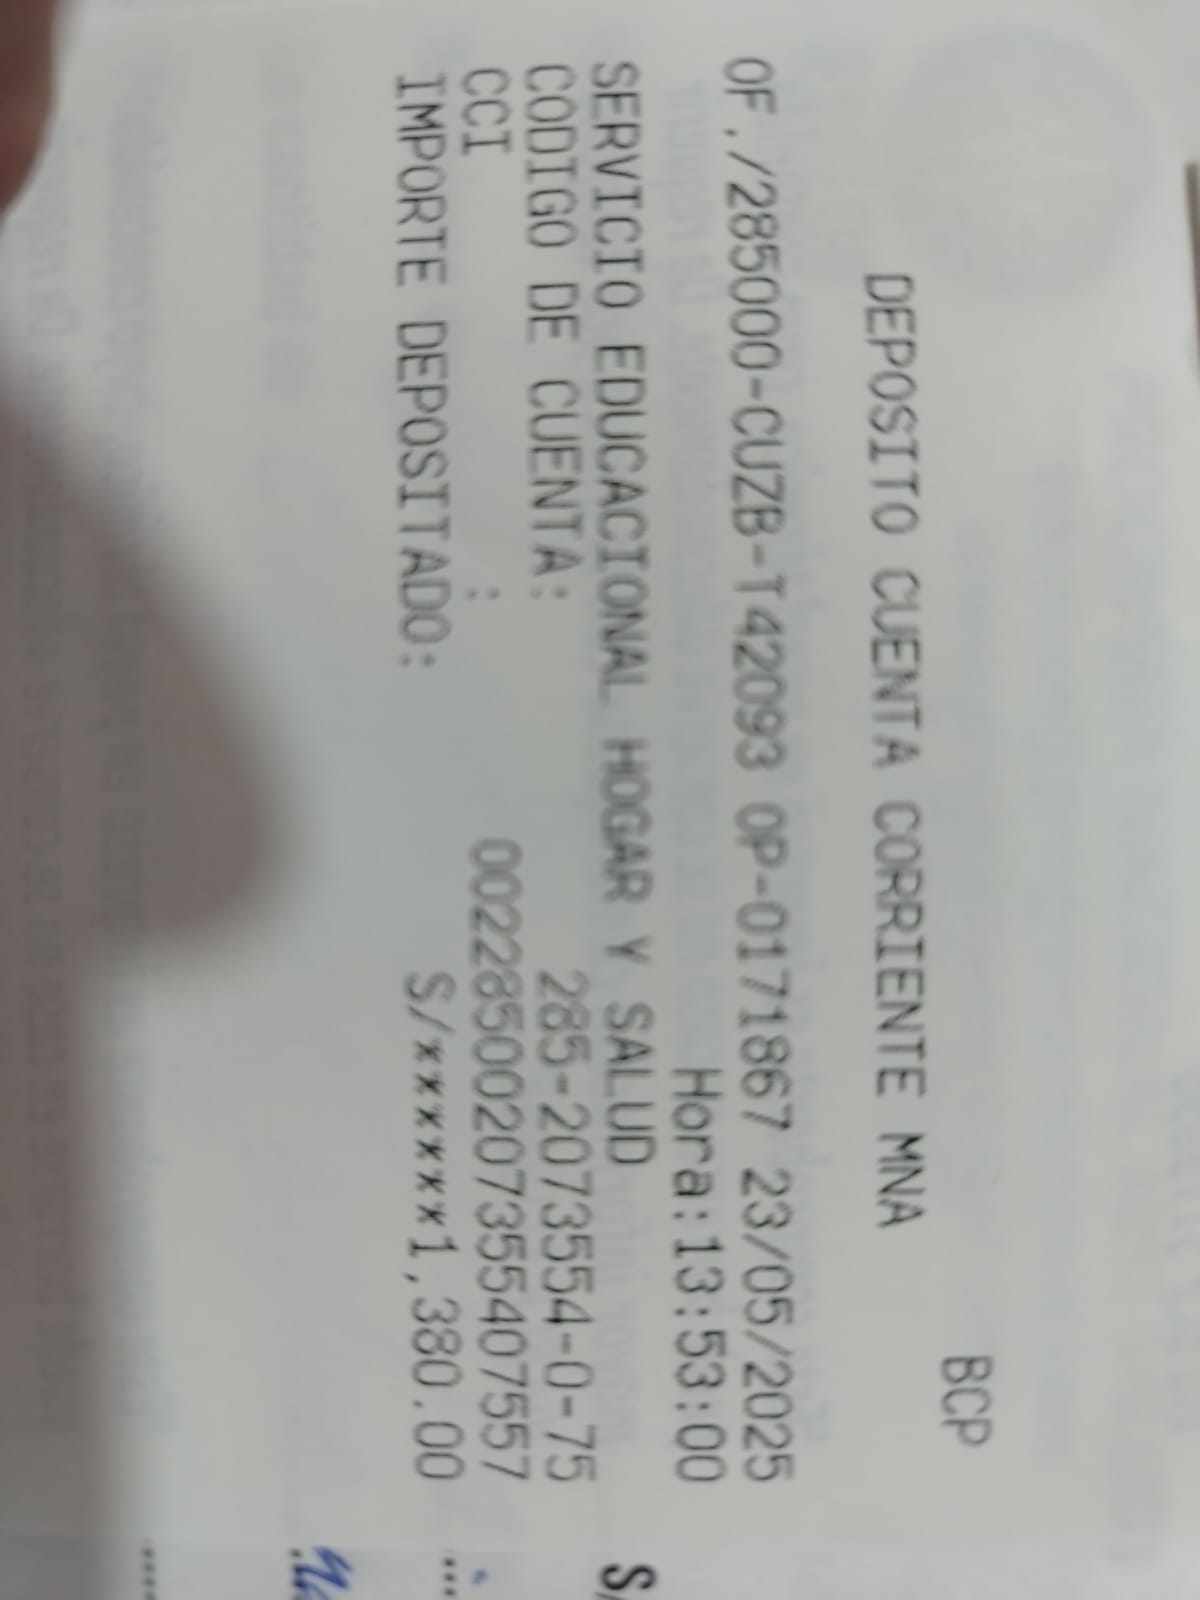 BCP
DEPOSITO CUENTA CORRIENTE MNA
OF./285000-CUZB-T42093 OP-0171867 23/05/2025
Hora:13:53:00
SERVICIO EDUCACIONAL HOGAR Y SALUD
CODIGO DE CUENTA: 285-2073554-0-75
CCI : 00228500207355407557
IMPORTE DEPOSITADO: S/******1,380.00